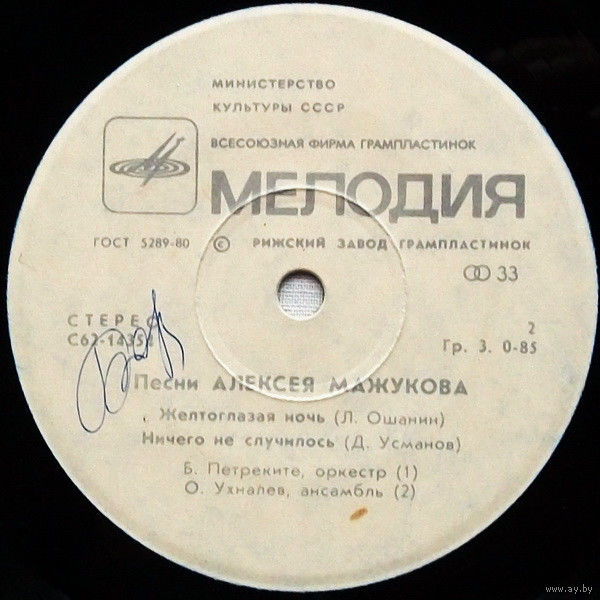 МИНИСТЕРСТВО
КУЛЬТУРЫ СССР
ВСЕСОЮЗНАЯ ФИРМА ГРАМПЛАСТИНОК
МЕЛОДИЯ
ГОСТ 5289-80 © РИЖСКИЙ ЗАВОД ГРАМПЛАСТИНОК
33
СТЕРЕО 2
Гр. 3. 0-85
Песни АЛЕКСЕЯ МАЖУКОВА
Желтоглазая ночь (Л. Ошанин)
Ничего не случилось (Д. Усманов)
Б. Петреките, оркестр (1)
О. Ухналев, ансамбль (2)
www.ay.by